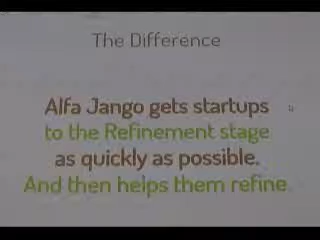 The Difference
Alfa Jango gets startups
to the Refinement stage
as quickly as possible.
And then helps them refine